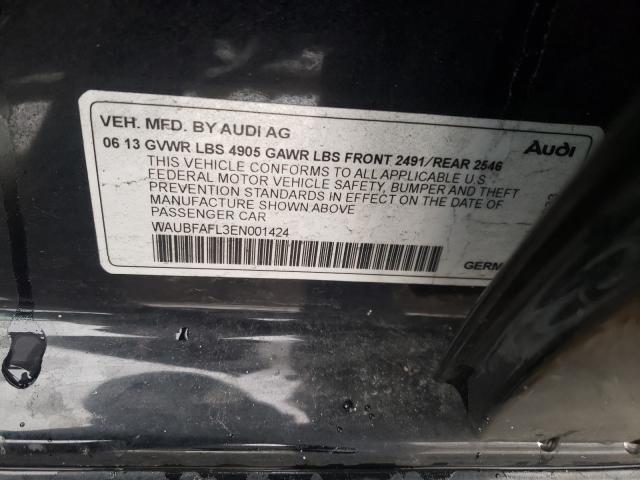 VEH. MFD. BY AUDI AG
06 13 GVWR LBS 4905 GAWR LBS FRONT 2491/REAR 2546
Audi
THIS VEHICLE CONFORMS TO ALL APPLICABLE U.S
FEDERAL MOTOR VEHICLE SAFETY, BUMPER AND THEFT
PREVENTION STANDARDS IN EFFECT ON THE DATE OF
MANUFACTURE SHOWN ABOVE
PASSENGER CAR
WAUBFAFL3EN001424
GERM